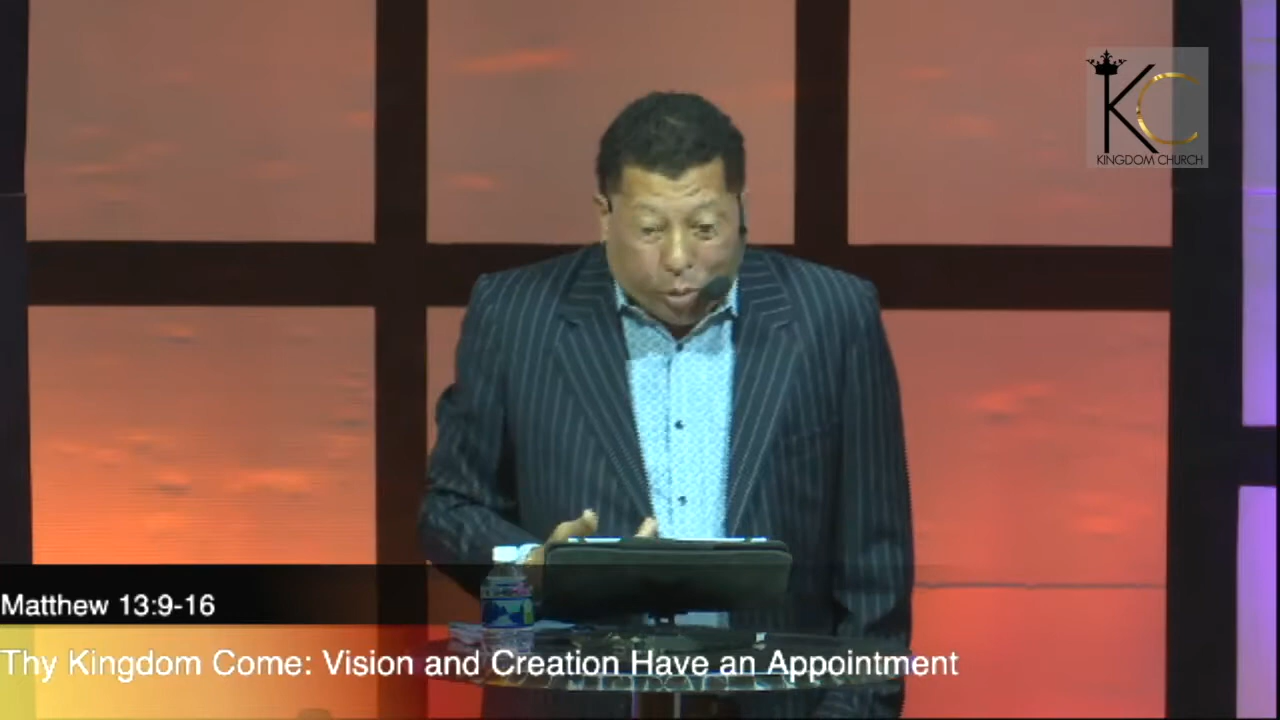 KC
KINGDOM CHURCH
Matthew 13:9-16
Thy Kingdom Come: Vision and Creation Have an Appointment